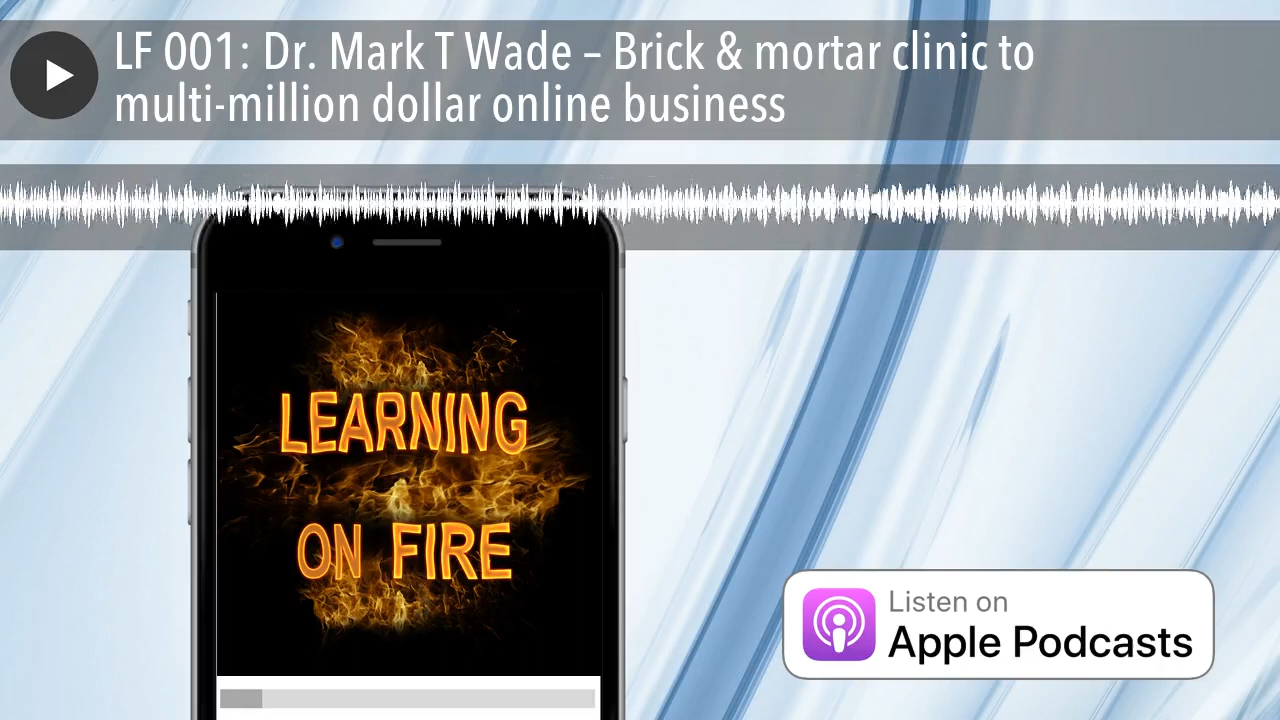 LF 001: Dr. Mark T Wade – Brick & mortar clinic to
multi-million dollar online business
LEARNING
ON FIRE
Listen on
Apple Podcasts